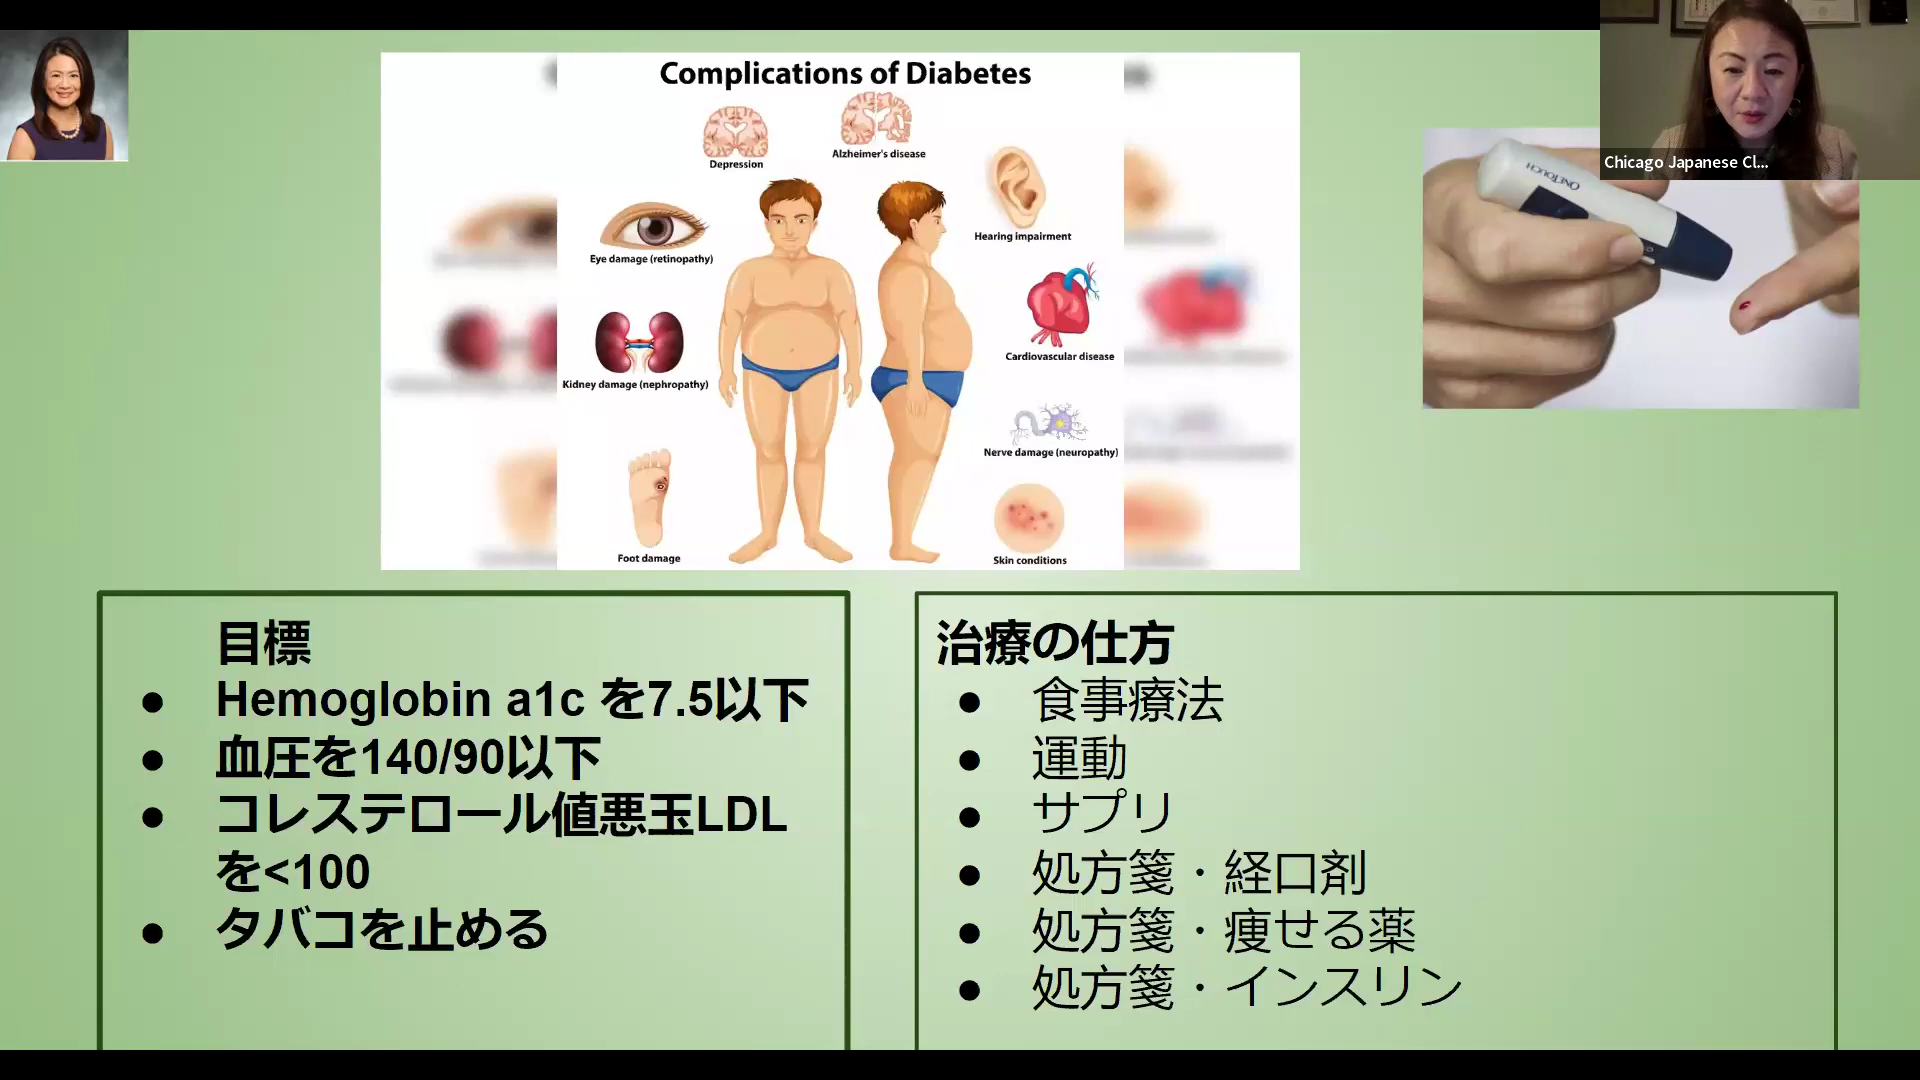 Complications of Diabetes
Depression
Alzheimer's disease
Hearing impairment
Eye damage (retinopathy)
Cardiovascular disease
Kidney damage (nephropathy)
Nerve damage (neuropathy)
Foot damage
Skin conditions
ONETOUCH
Chicago Japanese Cl...
目標
● Hemoglobin a1c を7.5以下
● 血圧を140/90以下
● コレステロール値悪玉LDL
を<100
● タバコを止める
治療の仕方
● 食事療法
● 運動
● サプリ
● 処方箋・経口剤
● 処方箋・痩せる薬
● 処方箋・インスリン